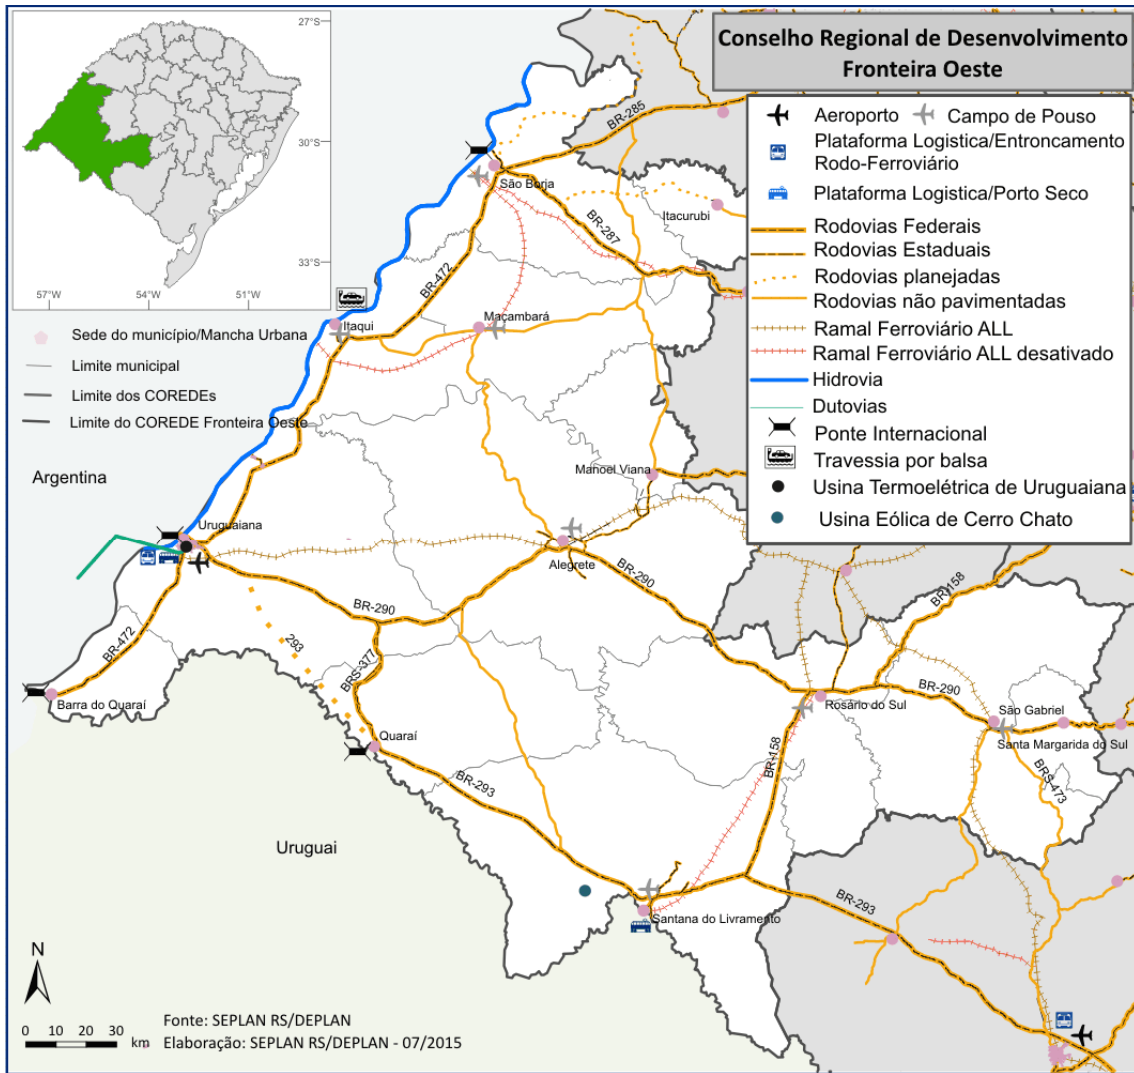 Conselho Regional de Desenvolvimento
Fronteira Oeste
27°S
30°S
33°S
57°W
54°W
51°W
Aeroporto
Campo de Pouso
Plataforma Logistica/Entroncamento
Rodo-Ferroviário
Plataforma Logistica/Porto Seco
Rodovias Federais
Rodovias Estaduais
Rodovias planejadas
Rodovias não pavimentadas
Ramal Ferroviário ALL
Ramal Ferroviário ALL desativado
Hidrovia
Dutovias
Ponte Internacional
Travessia por balsa
Usina Termoelétrica de Uruguaiana
Usina Eólica de Cerro Chato
Sede do município/Mancha Urbana
Limite municipal
Limite dos COREDEs
Limite do COREDE Fronteira Oeste
BR-285
São Borja
Itacurubi
BR-287
BR-472
Itaqui
Maçambará
Argentina
Manoel Viana
Uruguaiana
Alegrete
BR-290
BR-290
BR-158
BR-472
293
BRS-377
BR-290
Barra do Quaraí
Rosário do Sul
São Gabriel
Quaraí
Santa Margarida do Sul
BR-158
BR-293
BRS-473
Uruguai
BR-293
Santana do Livramento
N
0 10 20 30
km
Fonte: SEPLAN RS/DEPLAN
Elaboração: SEPLAN RS/DEPLAN - 07/2015